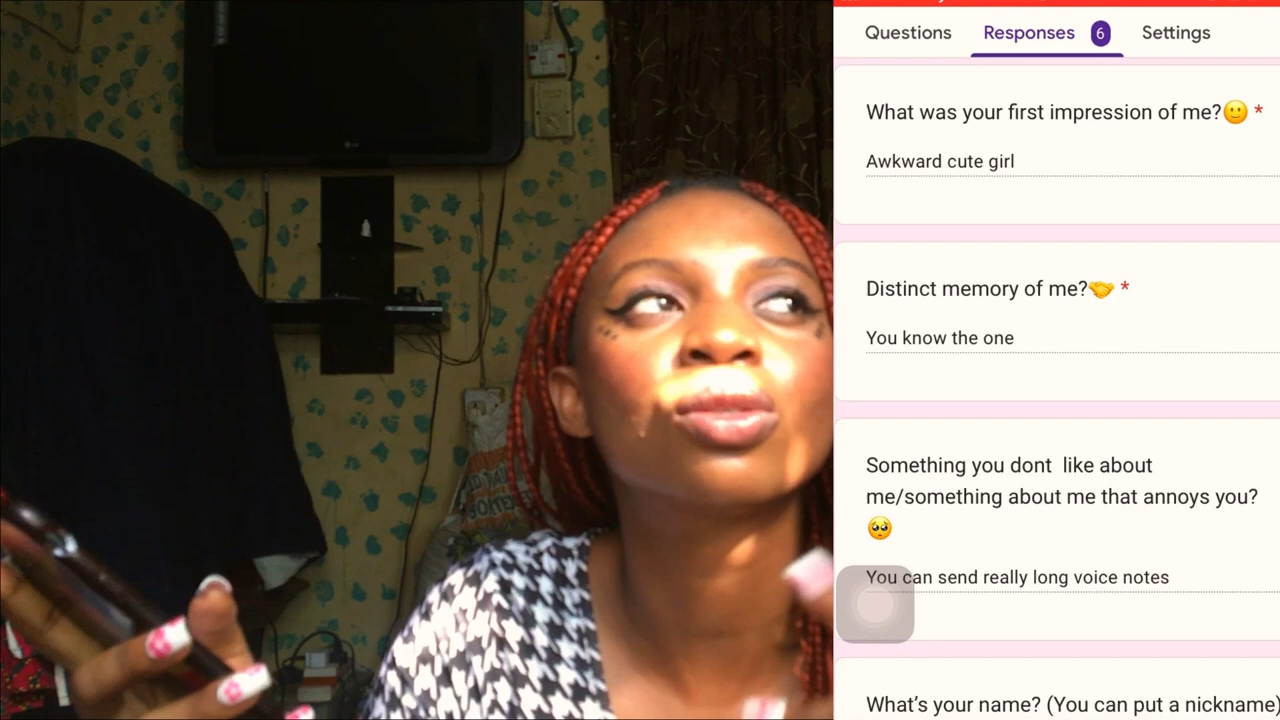 Questions
Responses 6
Settings
What was your first impression of me?🙂 *
Awkward cute girl
Distinct memory of me?🤝 *
You know the one
Something you dont  like about
me/something about me that annoys you?
🥺
You can send really long voice notes
What’s your name? (You can put a nickname)
LG